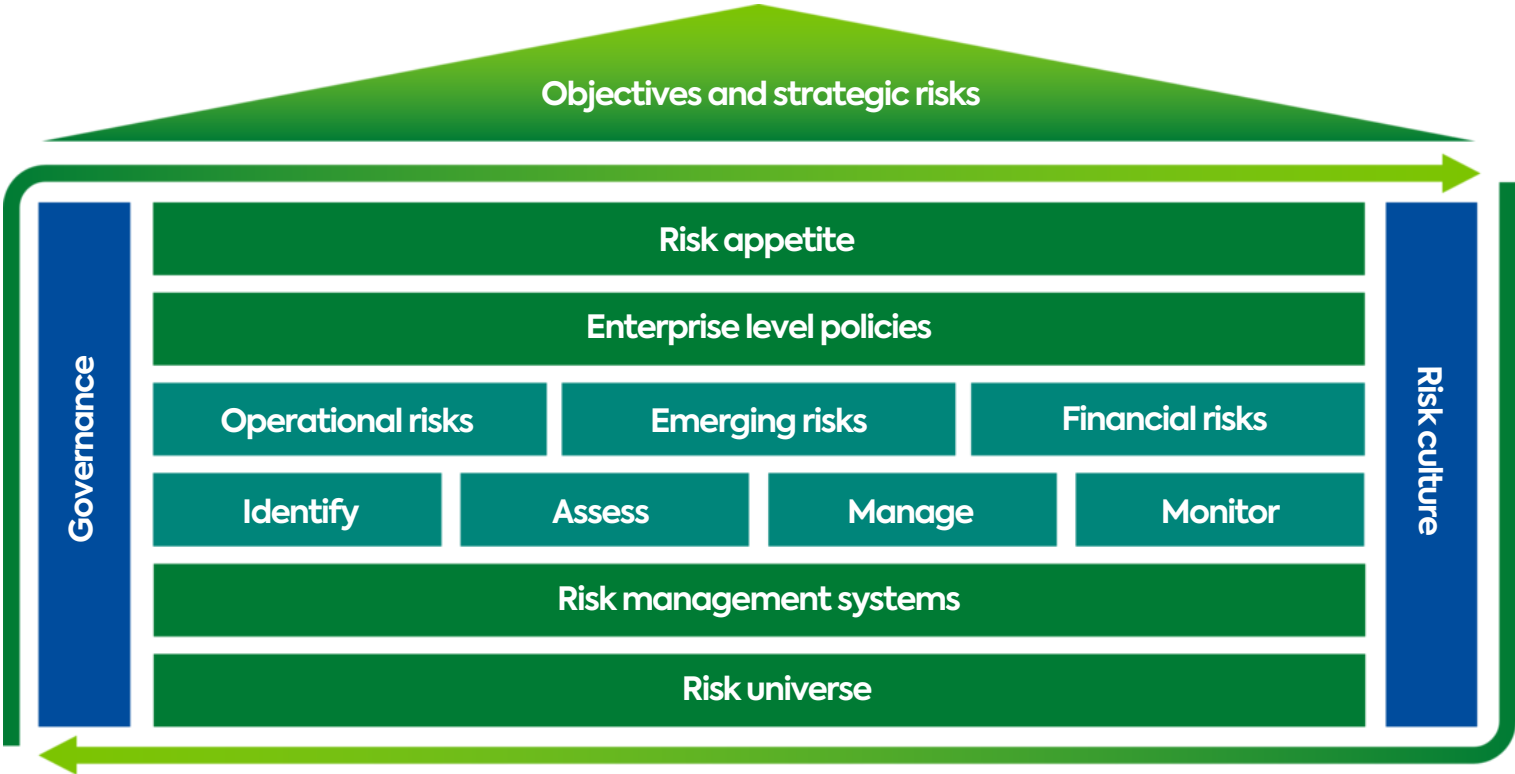 Objectives and strategic risks
Governance
Risk appetite
Enterprise level policies
Operational risks
Emerging risks
Financial risks
Identify
Assess
Manage
Monitor
Risk management systems
Risk universe
Risk culture